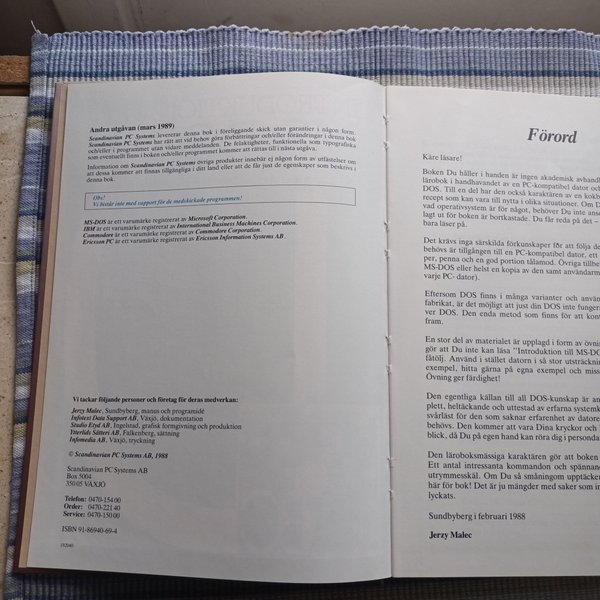 Andra utgåvan (mars 1989)
Scandinavian PC Systems levererar denna bok i föreliggande skick utan garantier i någon form.
Scandinavian PC Systems har rätt att vid behov göra förbättringar och/eller förändringar i denna bok
och/eller i programmet utan vidare meddelanden. De felaktigheter, funktionella som typografiska
som eventuellt finns i boken och/eller programmet kommer att rättas till i nästa utgåva.
Information om Scandinavian PC Systems övriga produkter innebär ej någon form av utfästelser om
att dessa kommer att finnas tillgängliga i ditt land eller att de får just de egenskaper som beskrivs i
denna bok.
Obs!
Vi bistår inte med support för de medskickade programmen!
MS-DOS är ett varumärke registrerat av Microsoft Corporation.
IBM är ett varumärke registrerat av International Business Machines Corporation.
Commodore är ett varumärke registrerat av Commodore Corporation.
Ericsson PC är ett varumärke registrerat av Ericsson Information Systems AB.
Vi tackar följande personer och företag för deras medverkan:
Jerzy Malec, Sundbyberg, manus och programidé
Infotext Data Support AB, Växjö, dokumentation
Studio Etyd AB, Ingelstad, grafisk formgivning och produktion
Ytterlids Sätteri AB, Falkenberg, sättning
Infomedia AB, Växjö, tryckning
© Scandinavian PC Systems AB, 1988
Scandinavian PC Systems AB
Box 5004
350 05 VÄXJÖ
Telefon: 0470-154 00
Order: 0470-221 40
Service: 0470-150 00
ISBN 91-86940-69-4
Förord
Käre läsare!
Boken Du håller i handen är ingen akademisk avhandl
lärobok i handhavandet av en PC-kompatibel dator oc
DOS. Till en del har den också karaktären av en kokb
recept som kan vara till nytta i olika situationer. Om D
vad operativsystem är för något, behöver Du inte ans
lagt ut för boken är bortkastade. Du får reda på det –
bara läser på.
Det krävs inga särskilda förkunskaper för att följa de
behövs är tillgången till en PC-kompatibel dator, ett
per, penna och en god portion tålamod. Övriga tillbe
MS-DOS eller helst en kopia av den samt användarm
varje PC- dator).
Eftersom DOS finns i många varianter och använ
fabrikat, är det möjligt att just din DOS inte funger
ver DOS. Den enda metod som finns för att kont
fram.
En stor del av materialet är upplagd i form av övnin
gör att Du inte kan läsa "Introduktion till MS-DO
fåtölj. Använd i stället datorn i så stor utsträckni
exempel, hitta gärna på egna exempel och miss
Övning ger färdighet!
Den egentliga källan till all DOS-kunskap är an
plett, heltäckande och uttestad av erfarna systemk
svårläst för den som saknar erfarenhet av datore
behövs. Den kommer att vara Dina kryckor och
blick, då Du på egen hand kan röra dig i persondat
Den läroboksmässiga karaktären gör att boken
Ett antal intressanta kommandon och spännand
utrymmesskäl. Om Du så småningom upptäcker
här för bok! Det är ju mängder med saker som in
lyckats.
Sundbyberg i februari 1988
Jerzy Malec